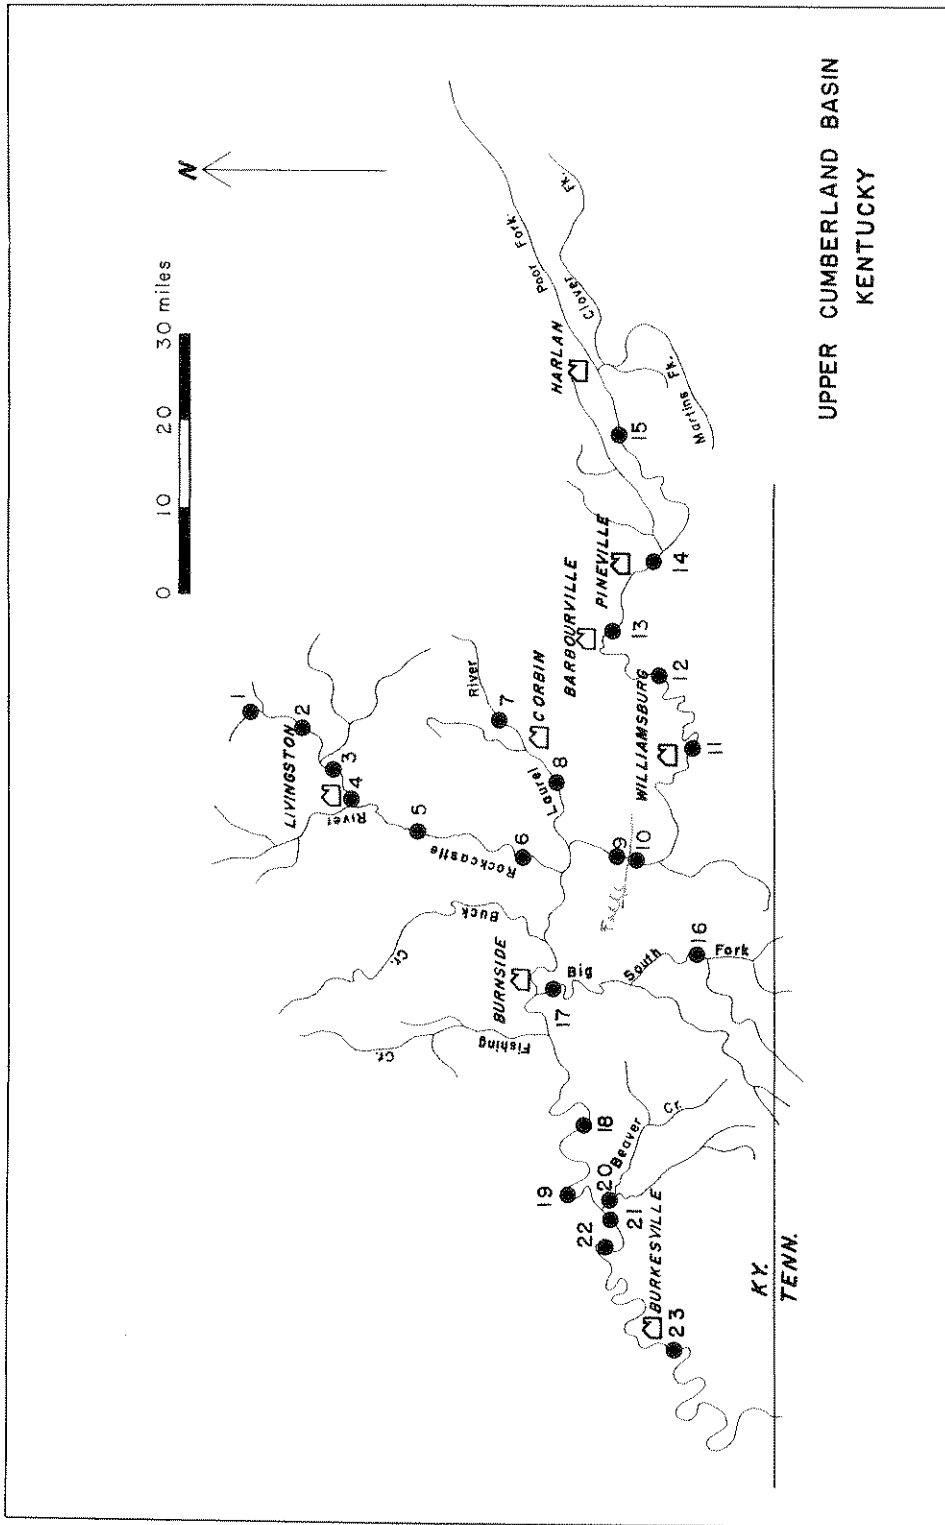 N
0 10 20 30 miles
1
2
LIVINGSTON
3
4
River
5
Rockcastle
6
River
7
CORBIN
8
Laurel
Poor Fork
HARLAN
Clover Fk.
Martins Fk.
15
PINEVILLE
14
BARBOURVILLE
13
12
WILLIAMSBURG
11
9
10
Falls
Buck
Cr.
BURNSIDE
Big
South
Fork
16
17
Fishing
Cr.
18
19
Beaver
Cr.
20
21
22
BURKESVILLE
23
KY.
TENN.
UPPER CUMBERLAND BASIN
KENTUCKY